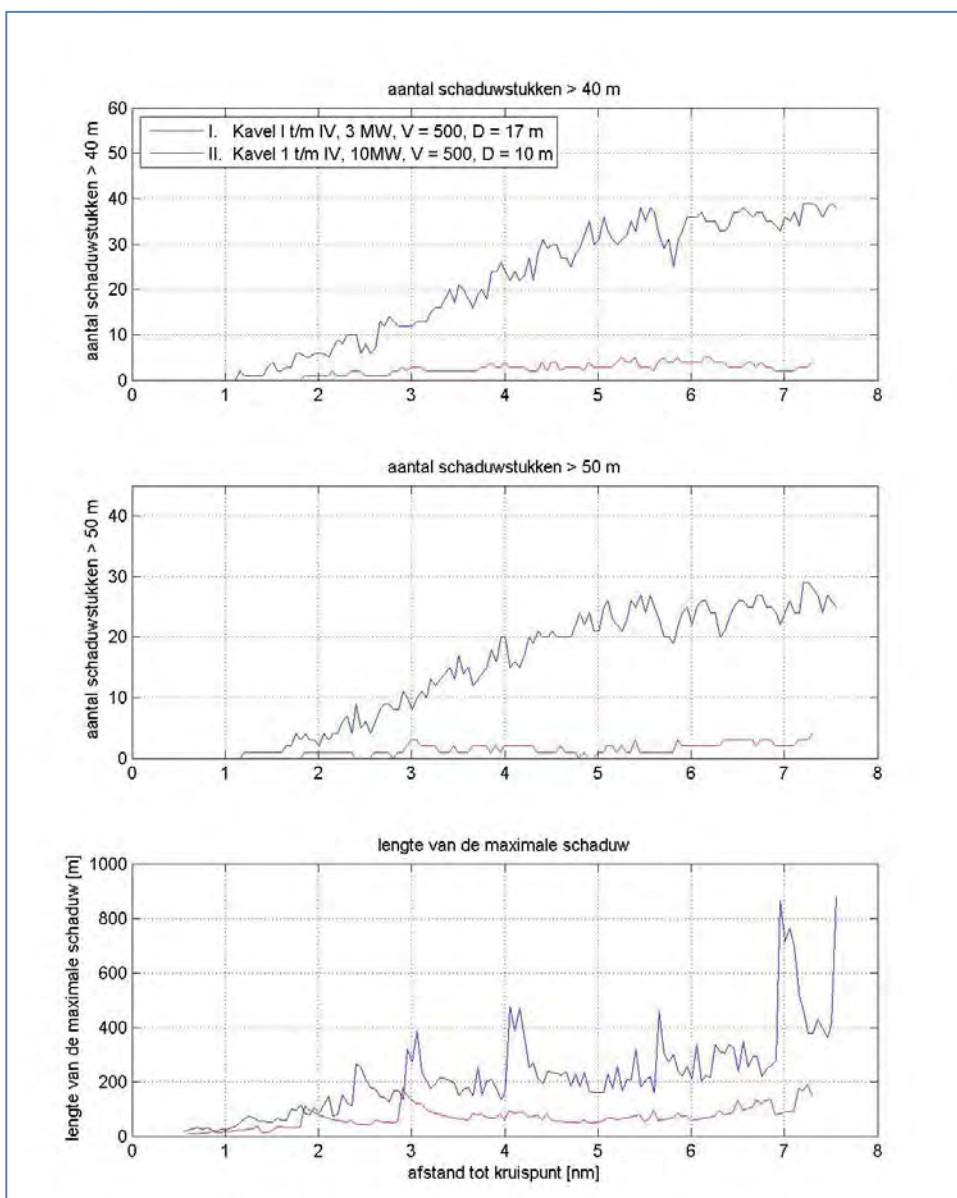 aantal schaduwstukken > 40 m
aantal schaduwstukken > 40 m
60
50
40
30
20
10
0
I. Kavel I t/m IV, 3 MW, V = 500, D = 17 m
II. Kavel 1 t/m IV, 10MW, V = 500, D = 10 m
0 1 2 3 4 5 6 7 8
aantal schaduwstukken > 50 m
aantal schaduwstukken > 50 m
40
30
20
10
0
0 1 2 3 4 5 6 7 8
lengte van de maximale schaduw
lengte van de maximale schaduw [m]
1000
800
600
400
200
0
0 1 2 3 4 5 6 7 8
afstand tot kruispunt [nm]